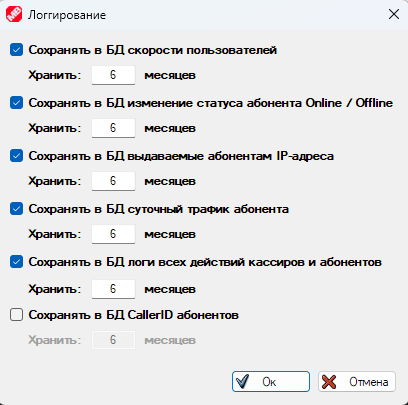 Логгирование
Сохранять в БД скорости пользователей
Хранить: 6 месяцев
Сохранять в БД изменение статуса абонента Online / Offline
Хранить: 6 месяцев
Сохранять в БД выдаваемые абонентам IP-адреса
Хранить: 6 месяцев
Сохранять в БД суточный трафик абонента
Хранить: 6 месяцев
Сохранять в БД логи всех действий кассиров и абонентов
Хранить: 6 месяцев
Сохранять в БД CallerID абонентов
Хранить: 6 месяцев
Ок Отмена